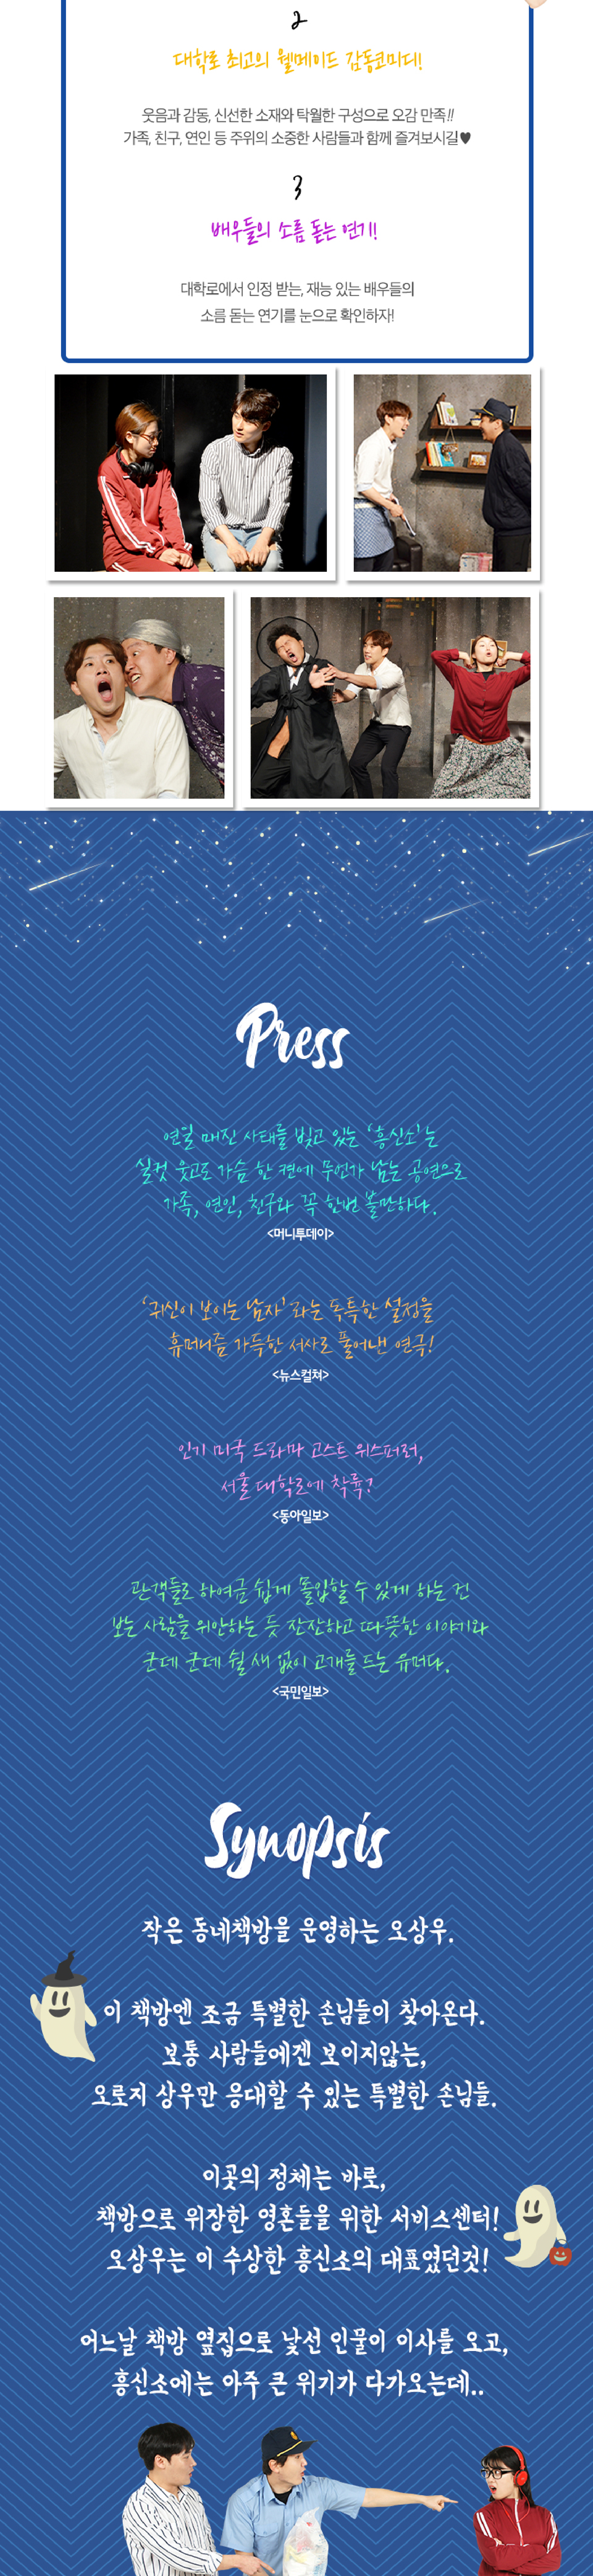 2
대학로 최고의 웰메이드 감동코미디!
웃음과 감동, 신선한 소재와 탁월한 구성으로 오감 만족!!
가족, 친구, 연인 등 주위의 소중한 사람들과 함께 즐겨보시길♥
3
배우들의 소름 돋는 연기!
대학로에서 인정 받는, 재능 있는 배우들의
소름 돋는 연기를 눈으로 확인하자!
Press
연일 매진 사태를 빚고 있는 ‘흥신소’는
실컷 웃고도 가슴 한 켠에 무언가 남는 공연으로
가족, 연인, 친구와 꼭 한번 볼만하다.
<머니투데이>
‘귀신이 보이는 남자’라는 독특한 설정을
휴머니즘 가득한 서사로 풀어낸 연극!
<뉴스컬쳐>
인기 미국 드라마 고스트 위스퍼러,
서울 대학로에 착륙?
<동아일보>
관객들로 하여금 쉽게 몰입할 수 있게 하는 건
보는 사람을 위안하는 듯 잔잔하고 따뜻한 이야기와
군데 군데 쉴 새 없이 고개를 드는 유머다.
<국민일보>
Synopsis
작은 동네책방을 운영하는 오상우.
이 책방엔 조금 특별한 손님들이 찾아온다.
보통 사람들에겐 보이지않는,
오로지 상우만 응대할 수 있는 특별한 손님들.
이곳의 정체는 바로,
책방으로 위장한 영혼들을 위한 서비스센터!
오상우는 이 수상한 흥신소의 대표였던것!
어느날 책방 옆집으로 낯선 인물이 이사를 오고,
흥신소에는 아주 큰 위기가 다가오는데..